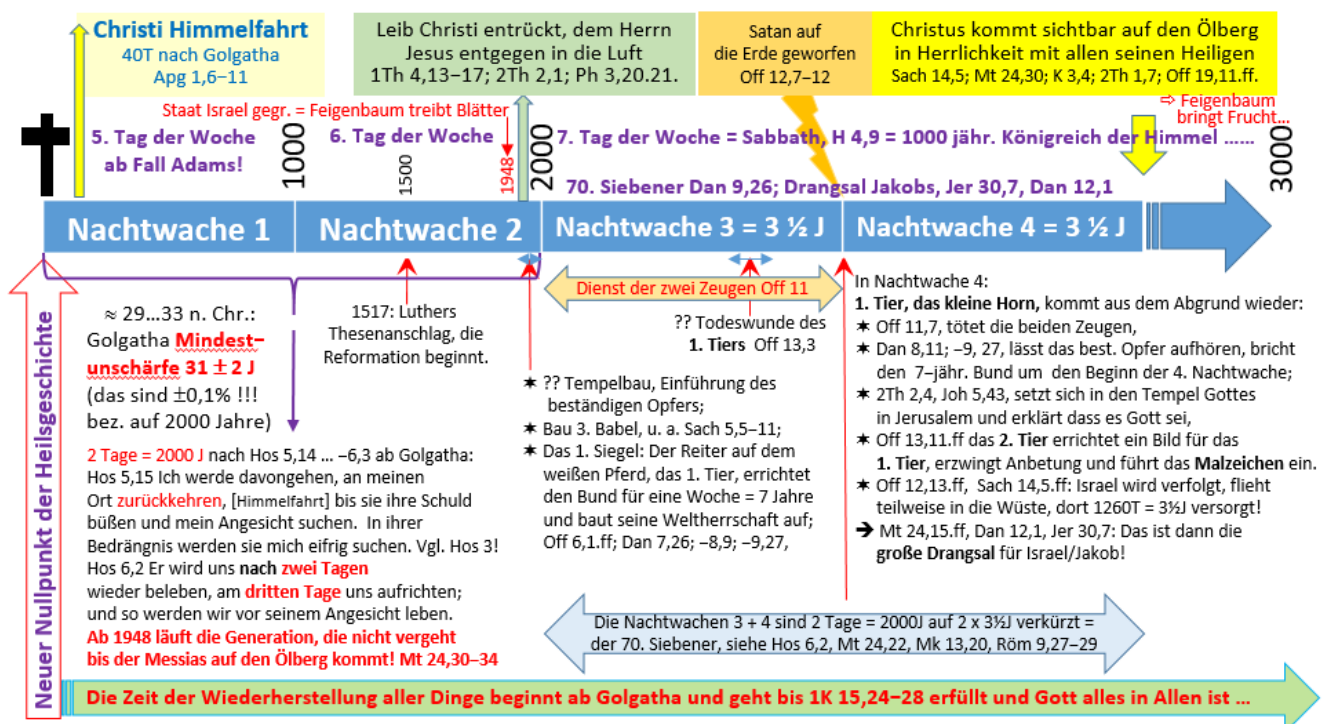 Christi Himmelfahrt
40T nach Golgatha
Apg 1,6–11
Leib Christi entrückt, dem Herrn
Jesus entgegen in die Luft
1Th 4,13–17; 2Th 2,1; Ph 3,20.21.
Satan auf
die Erde geworfen
Off 12,7–12
Christus kommt sichtbar auf den Ölberg
in Herrlichkeit mit allen seinen Heiligen
Sach 14,5; Mt 24,30; K 3,4; 2Th 1,7; Off 19,11.ff.
Staat Israel gegr. = Feigenbaum treibt Blätter
⇨ Feigenbaum
bringt Frucht...
5. Tag der Woche
ab Fall Adams!
1000
6. Tag der Woche
1500
1948
2000
7. Tag der Woche = Sabbath, H 4,9 = 1000 jähr. Königreich der Himmel ......
3000
70. Siebener Dan 9,26; Drangsal Jakobs, Jer 30,7, Dan 12,1
Nachtwache 1
Nachtwache 2
Nachtwache 3 = 3 ½ J
Nachtwache 4 = 3 ½ J
Neuer Nullpunkt der Heilsgeschichte
≈ 29...33 n. Chr.:
Golgatha Mindest–
unschärfe 31 ± 2 J
(das sind ±0,1% !!!
bez. auf 2000 Jahre)
1517: Luthers
Thesenanschlag, die
Reformation beginnt.
Dienst der zwei Zeugen Off 11
?? Todeswunde des
1. Tiers Off 13,3
✶ ?? Tempelbau, Einführung des
beständigen Opfers;
✶ Bau 3. Babel, u. a. Sach 5,5–11;
✶ Das 1. Siegel: Der Reiter auf dem
weißen Pferd, das 1. Tier, errichtet
den Bund für eine Woche = 7 Jahre
und baut seine Weltherrschaft auf;
Off 6,1.ff; Dan 7,26; –8,9; –9,27,
In Nachtwache 4:
1. Tier, das kleine Horn, kommt aus dem Abgrund wieder:
✶ Off 11,7, tötet die beiden Zeugen,
✶ Dan 8,11; –9, 27, lässt das best. Opfer aufhören, bricht
den 7–jähr. Bund um den Beginn der 4. Nachtwache;
✶ 2Th 2,4, Joh 5,43, setzt sich in den Tempel Gottes
in Jerusalem und erklärt dass es Gott sei,
✶ Off 13,11.ff das 2. Tier errichtet ein Bild für das
1. Tier, erzwingt Anbetung und führt das Malzeichen ein.
✶ Off 12,13.ff, Sach 14,5.ff: Israel wird verfolgt, flieht
teilweise in die Wüste, dort 1260T = 3½J versorgt!
➔ Mt 24,15.ff, Dan 12,1, Jer 30,7: Das ist dann die
große Drangsal für Israel/Jakob!
2 Tage = 2000 J nach Hos 5,14 ... –6,3 ab Golgatha:
Hos 5,15 Ich werde davongehen, an meinen
Ort zurückkehren, [Himmelfahrt] bis sie ihre Schuld
büßen und mein Angesicht suchen. In ihrer
Bedrängnis werden sie mich eifrig suchen. Vgl. Hos 3!
Hos 6,2 Er wird uns nach zwei Tagen
wieder beleben, am dritten Tage uns aufrichten;
und so werden wir vor seinem Angesicht leben.
Ab 1948 läuft die Generation, die nicht vergeht
bis der Messias auf den Ölberg kommt! Mt 24,30–34
Die Nachtwachen 3 + 4 sind 2 Tage = 2000J auf 2 x 3½J verkürzt =
der 70. Siebener, siehe Hos 6,2, Mt 24,22, Mk 13,20, Röm 9,27–29
Die Zeit der Wiederherstellung aller Dinge beginnt ab Golgatha und geht bis 1K 15,24–28 erfüllt und Gott alles in Allen ist ...